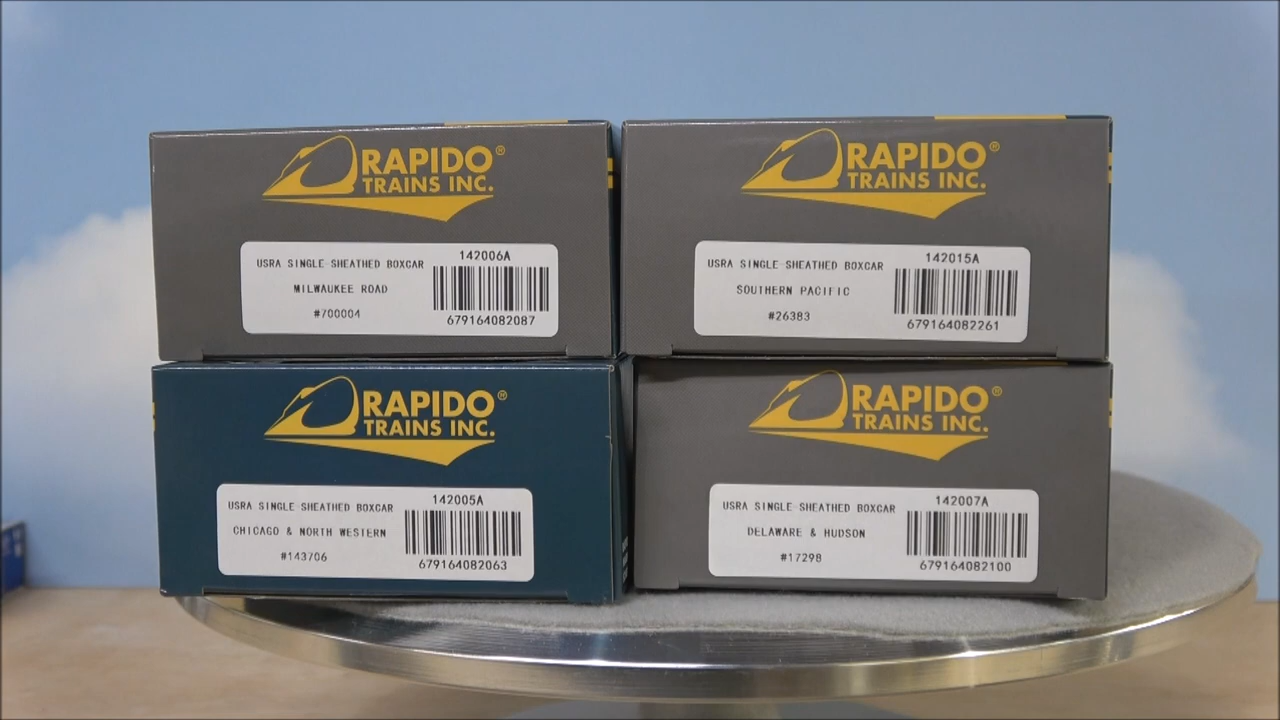 RAPIDO®
TRAINS INC.
USRA SINGLE-SHEATHED BOXCAR
MILWAUKEE ROAD
#700004
142006A
679164082087
RAPIDO®
TRAINS INC.
USRA SINGLE-SHEATHED BOXCAR
SOUTHERN PACIFIC
#26383
142015A
679164082261
RAPIDO®
TRAINS INC.
USRA SINGLE-SHEATHED BOXCAR
CHICAGO & NORTH WESTERN
#143706
142005A
679164082063
RAPIDO®
TRAINS INC.
USRA SINGLE-SHEATHED BOXCAR
DELAWARE & HUDSON
#17298
142007A
679164082100